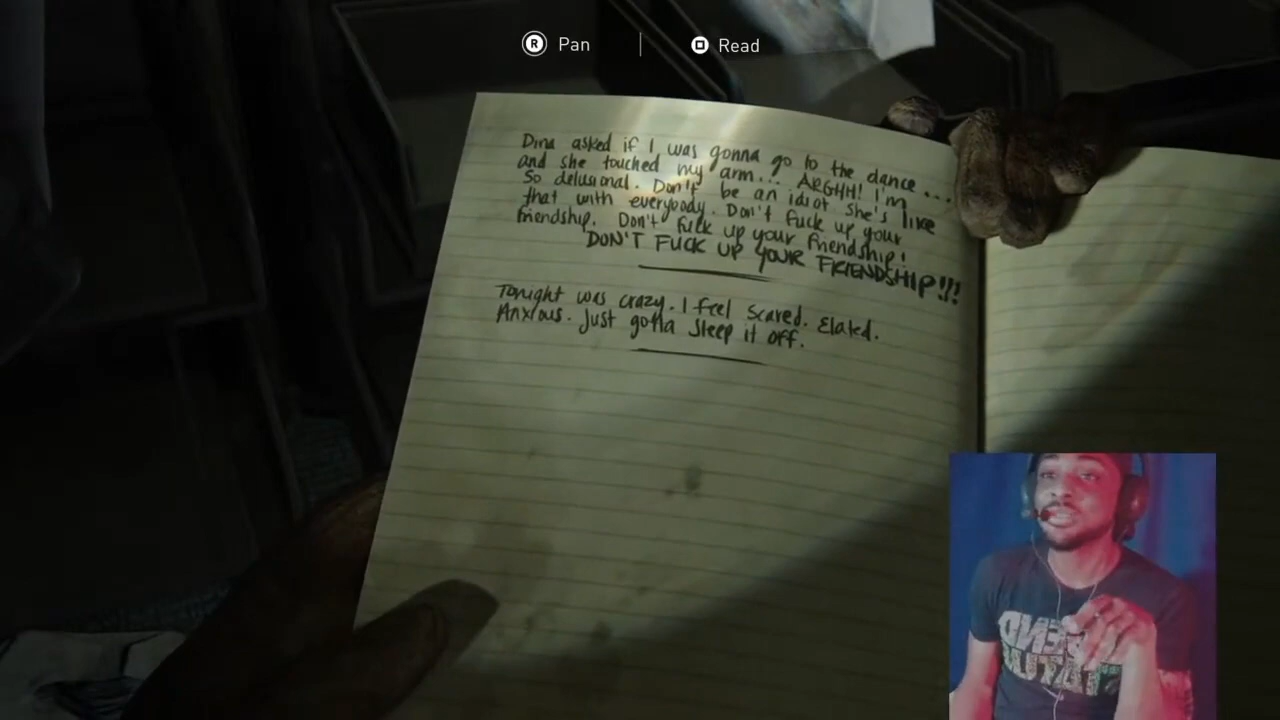 Pan
Read
Dina asked if I was gonna go to the dance...
and she touched my arm... ARGHH! I'm
So delusional. Don't be an idiot she's like
that with everybody. Don't fuck up your
friendship. Don't fuck up your friendship!
DON'T FUCK UP YOUR FRIENDSHIP!!!
Tonight was crazy. I feel scared. Elated.
Anxious. Just gotta sleep it off.